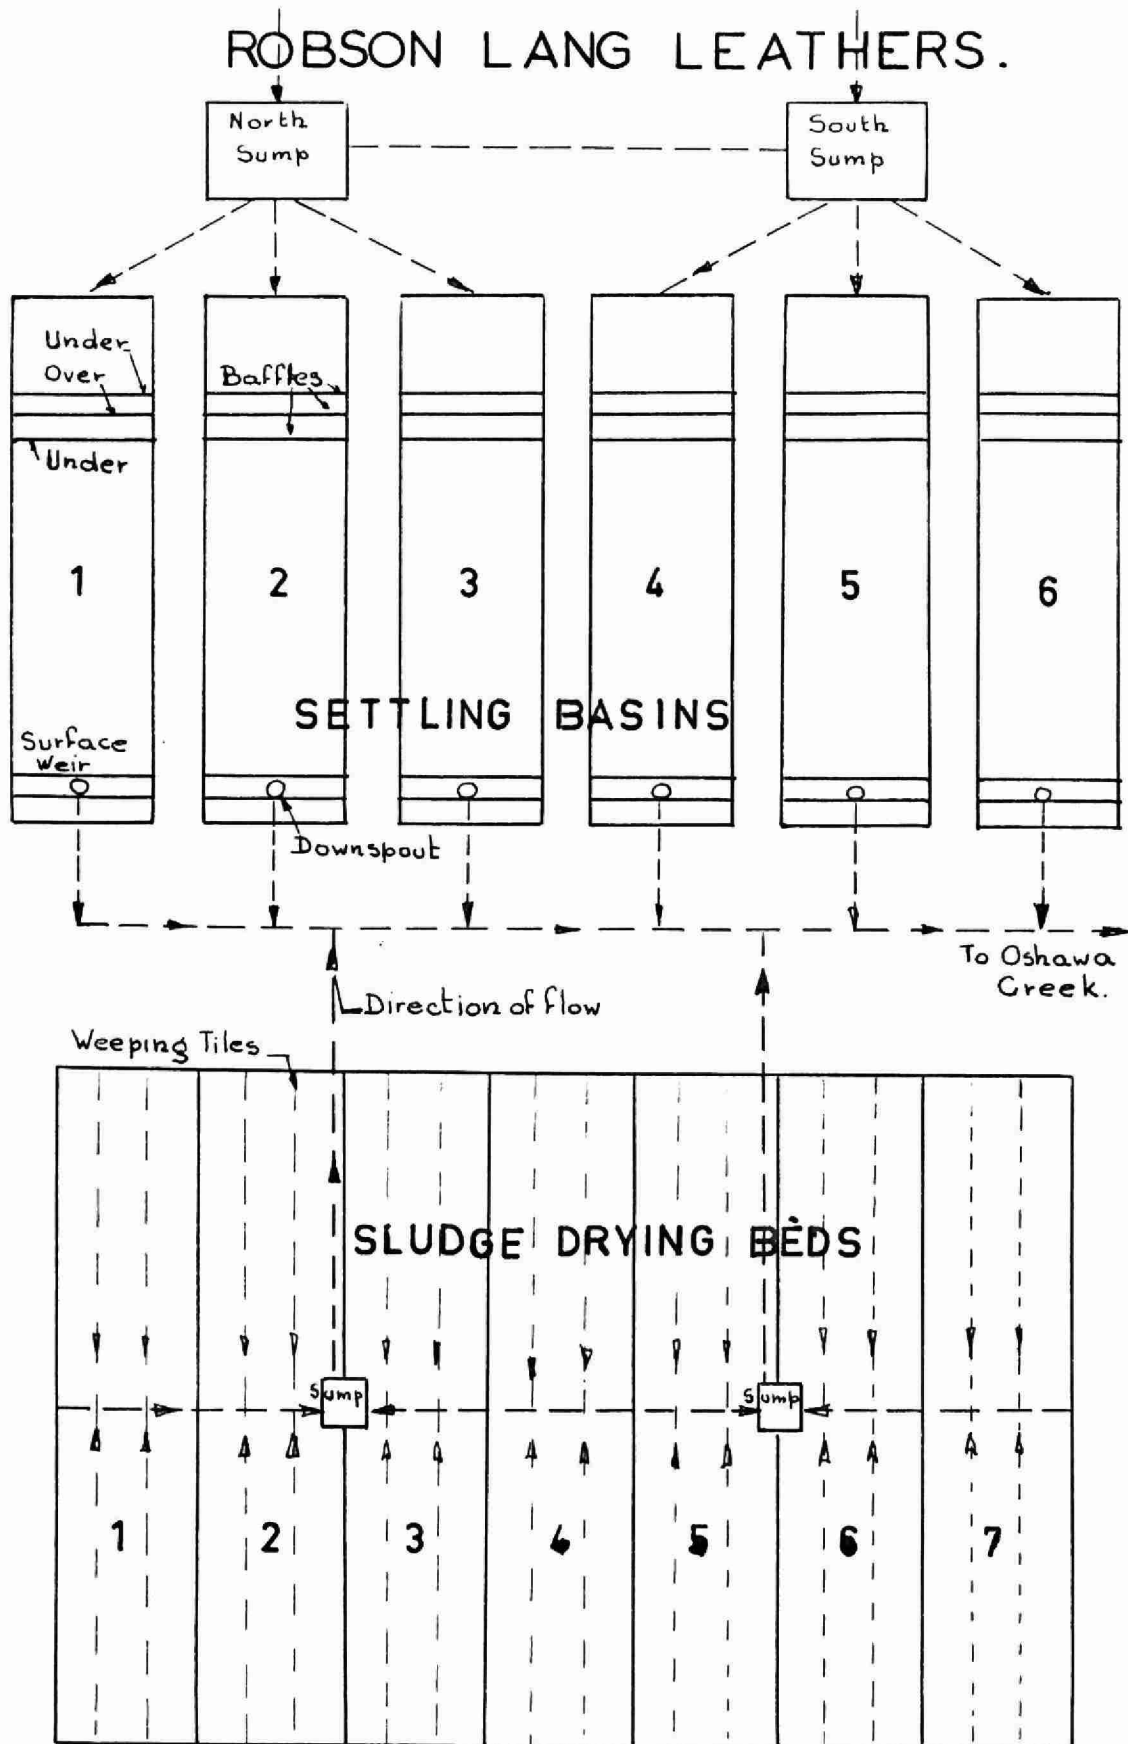 ROBSON LANG LEATHERS.
North
Sump
South
Sump
Under
Over
Under
Baffles
1 2 3 4 5 6
SETTLING BASINS
Surface
Weir
Downspout
To Oshawa
Creek.
Direction of flow
Weeping Tiles
SLUDGE DRYING BEDS
Sump Sump
1 2 3 4 5 6 7